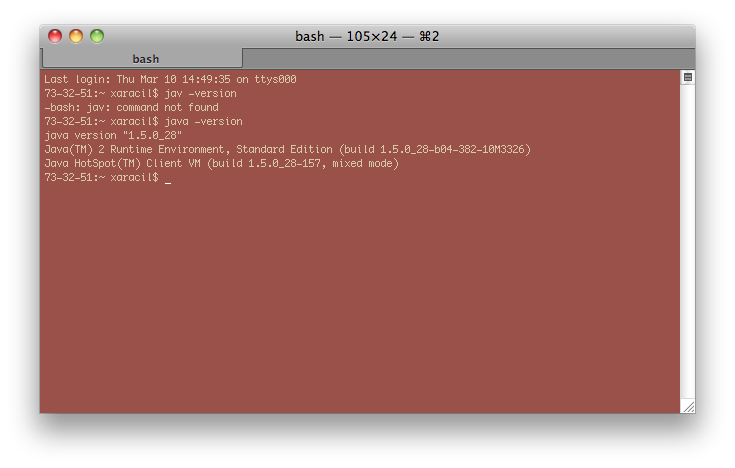 bash — 105×24 — ⌘2
bash
Last login: Thu Mar 10 14:49:35 on ttys000
73-32-51:~ xaracil$ jav -version
-bash: jav: command not found
73-32-51:~ xaracil$ java -version
java version "1.5.0_28"
Java(TM) 2 Runtime Environment, Standard Edition (build 1.5.0_28-b04-382-10M3326)
Java HotSpot(TM) Client VM (build 1.5.0_28-157, mixed mode)
73-32-51:~ xaracil$ _